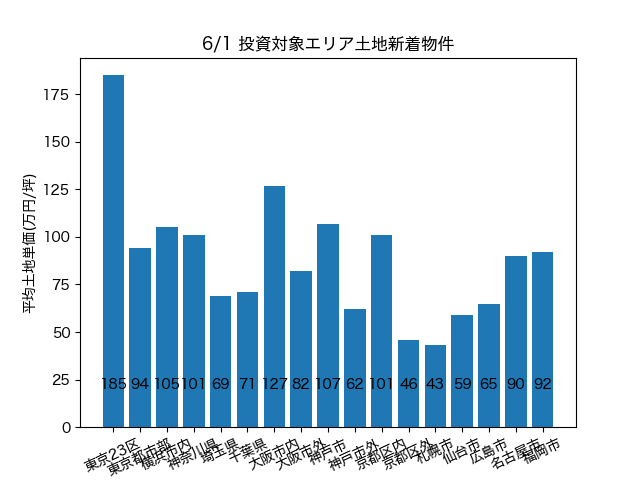 6/1 投資対象エリア土地新着物件
平均土地単価(万円/坪)
175
150
125
100
75
50
25
0
185 94 105 101 69 71 127 82 107 62 101 46 43 59 65 90 92
東京23区 東京都市部 横浜市内 神奈川県 埼玉県 千葉県 大阪市内 大阪市外 神戸市 神戸市外 京都区内 京都区外 札幌市 仙台市 広島市 名古屋市 福岡市